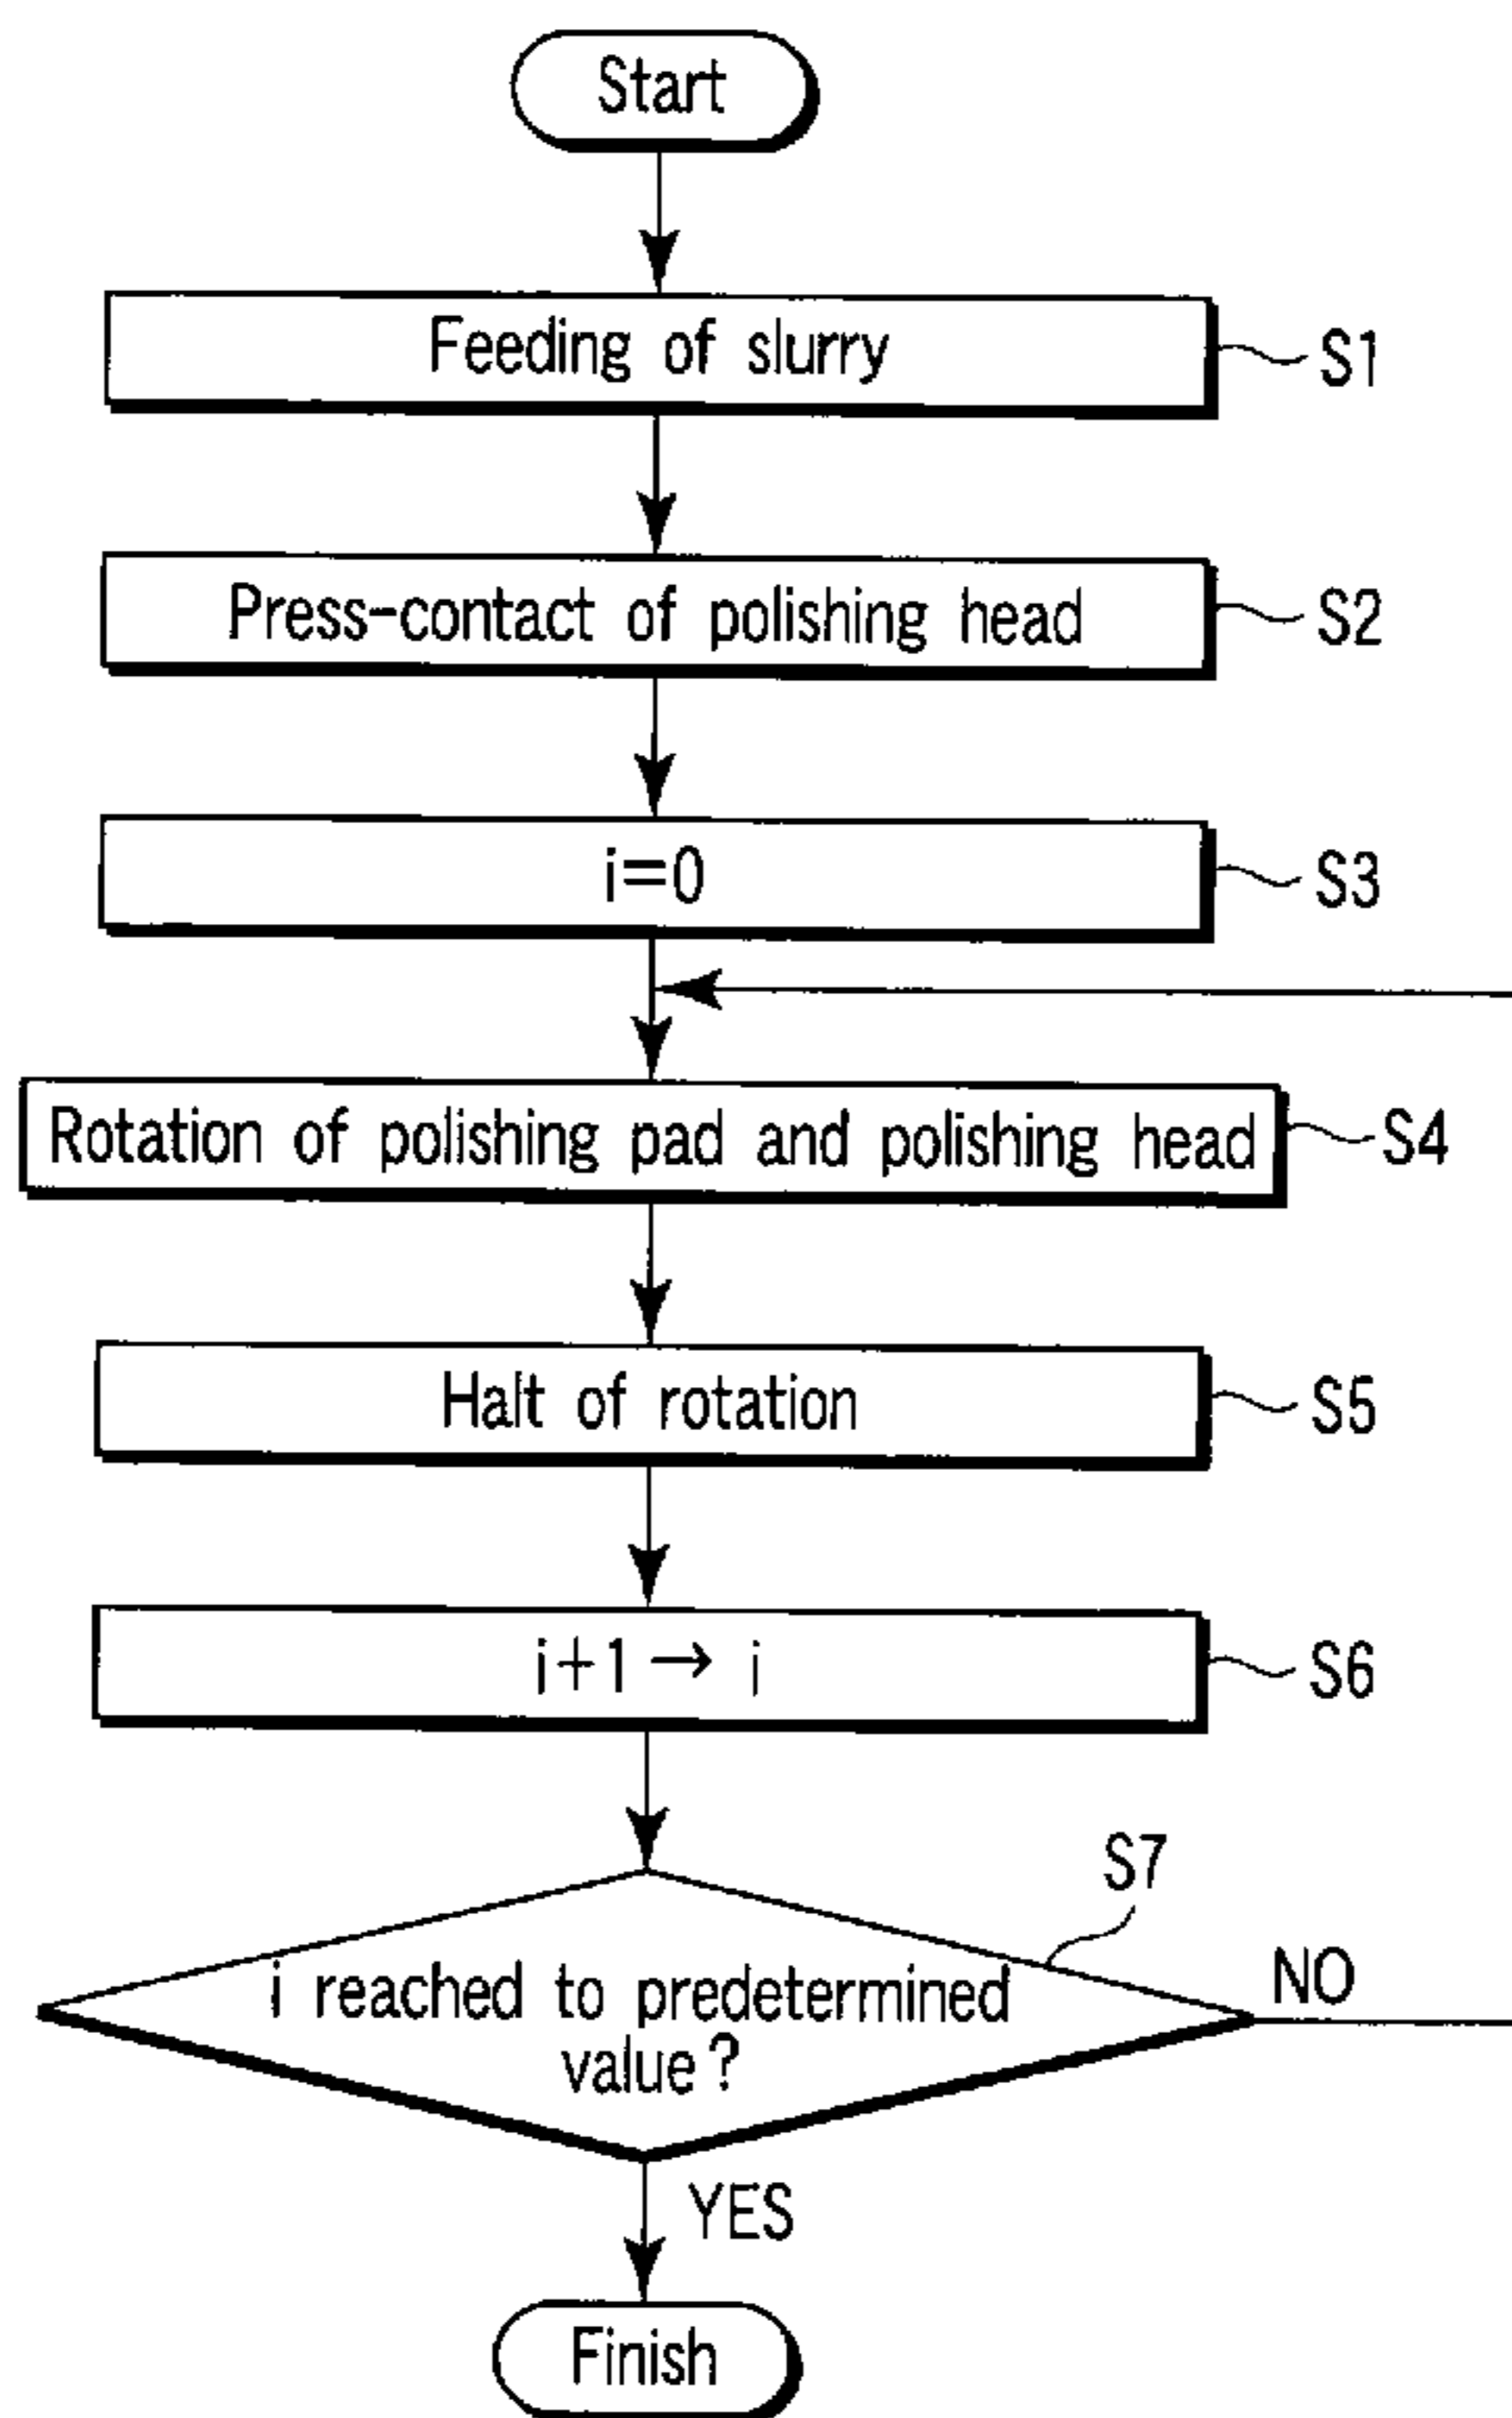 Start
Feeding of slurry
S1
Press-contact of polishing head
S2
i=0
S3
Rotation of polishing pad and polishing head
S4
Halt of rotation
S5
i+1→ i
S6
S7
i reached to predetermined
value?
NO
YES
Finish